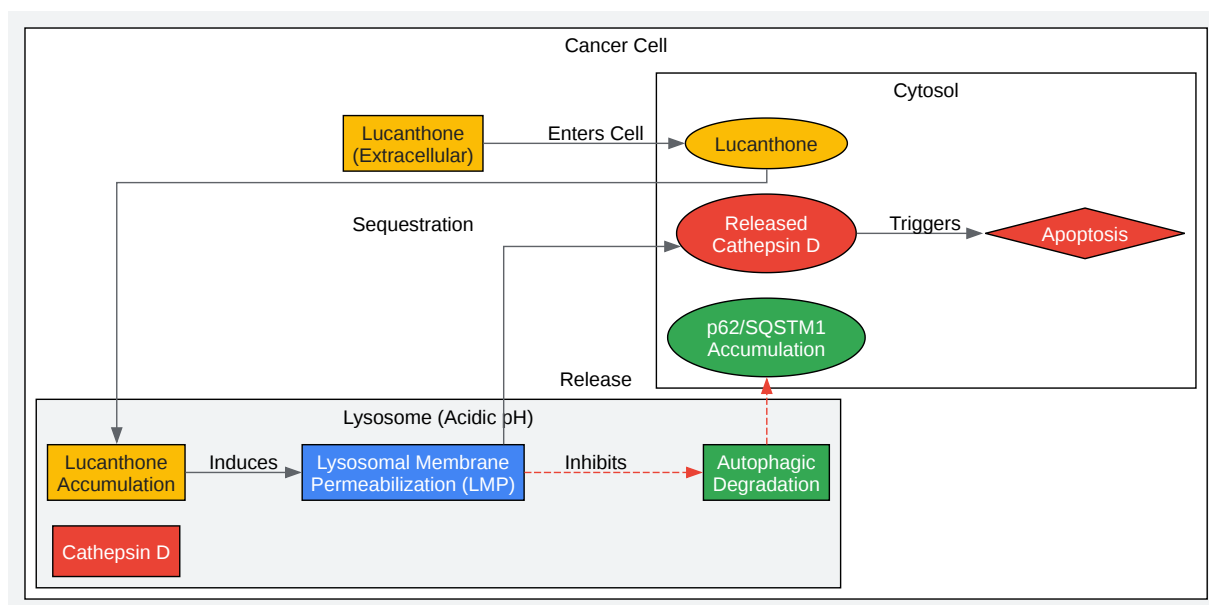 Cancer Cell
Cytosol
Lucanthone
(Extracellular)
Enters Cell
Lucanthone
Sequestration
Released
Cathepsin D
Triggers
Apoptosis
p62/SQSTM1
Accumulation
Release
Lysosome (Acidic pH)
Lucanthone
Accumulation
Induces
Lysosomal Membrane
Permeabilization (LMP)
Inhibits
Autophagic
Degradation
Cathepsin D